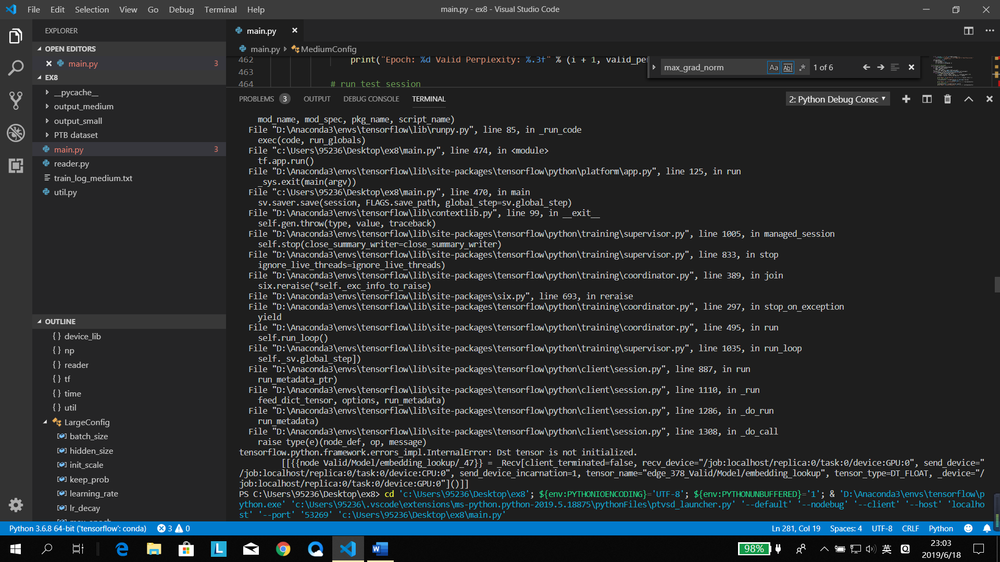 File Edit Selection View Go Debug Terminal Help
main.py - ex8 - Visual Studio Code
EXPLORER
OPEN EDITORS
main.py 3
EX8
__pycache__
output_medium
output_small
PTB dataset
main.py 3
reader.py
train_log_medium.txt
util.py
OUTLINE
{} device_lib
{} np
{} reader
{} tf
{} time
{} util
LargeConfig
batch_size
hidden_size
init_scale
keep_prob
learning_rate
lr_decay
main.py
main.py MediumConfig
462 print("Epoch: %d Valid Perplexity: %.3f" % (i + 1, valid_per
463
464 # run test session
max_grad_norm Aa Abl .* 1 of 6
PROBLEMS 3 OUTPUT DEBUG CONSOLE TERMINAL
2: Python Debug Consc
mod_name, mod_spec, pkg_name, script_name)
File "D:\Anaconda3\envs\tensorflow\lib\runpy.py", line 85, in _run_code
exec(code, run_globals)
File "c:\Users\95236\Desktop\ex8\main.py", line 474, in <module>
tf.app.run()
File "D:\Anaconda3\envs\tensorflow\lib\site-packages\tensorflow\python\platform\app.py", line 125, in run
_sys.exit(main(argv))
File "c:\Users\95236\Desktop\ex8\main.py", line 470, in main
sv.saver.save(session, FLAGS.save_path, global_step=sv.global_step)
File "D:\Anaconda3\envs\tensorflow\lib\contextlib.py", line 99, in __exit__
self.gen.throw(type, value, traceback)
File "D:\Anaconda3\envs\tensorflow\lib\site-packages\tensorflow\python\training\supervisor.py", line 1005, in managed_session
self.stop(close_summary_writer=close_summary_writer)
File "D:\Anaconda3\envs\tensorflow\lib\site-packages\tensorflow\python\training\supervisor.py", line 833, in stop
ignore_live_threads=ignore_live_threads)
File "D:\Anaconda3\envs\tensorflow\lib\site-packages\tensorflow\python\training\coordinator.py", line 389, in join
six.reraise(*self._exc_info_to_raise)
File "D:\Anaconda3\envs\tensorflow\lib\site-packages\six.py", line 693, in reraise
File "D:\Anaconda3\envs\tensorflow\lib\site-packages\tensorflow\python\training\coordinator.py", line 297, in stop_on_exception
yield
File "D:\Anaconda3\envs\tensorflow\lib\site-packages\tensorflow\python\training\coordinator.py", line 495, in run
self.run_loop()
File "D:\Anaconda3\envs\tensorflow\lib\site-packages\tensorflow\python\training\supervisor.py", line 1035, in run_loop
self._sv.global_step])
File "D:\Anaconda3\envs\tensorflow\lib\site-packages\tensorflow\python\client\session.py", line 887, in run
run_metadata_ptr)
File "D:\Anaconda3\envs\tensorflow\lib\site-packages\tensorflow\python\client\session.py", line 1110, in _run
feed_dict_tensor, options, run_metadata)
File "D:\Anaconda3\envs\tensorflow\lib\site-packages\tensorflow\python\client\session.py", line 1286, in _do_run
run_metadata)
File "D:\Anaconda3\envs\tensorflow\lib\site-packages\tensorflow\python\client\session.py", line 1308, in _do_call
raise type(e)(node_def, op, message)
tensorflow.python.framework.errors_impl.InternalError: Dst tensor is not initialized.
[[{{node Valid/Model/embedding_lookup/_47}} = _Recv[client_terminated=false, recv_device="/job:localhost/replica:0/task:0/device:GPU:0", send_device="
/job:localhost/replica:0/task:0/device:CPU:0", send_device_incarnation=1, tensor_name="edge_378_Valid/Model/embedding_lookup", tensor_type=DT_FLOAT, _device="/
job:localhost/replica:0/task:0/device:GPU:0"]()]]
PS C:\Users\95236\Desktop\ex8> cd 'c:\Users\95236\Desktop\ex8'; ${env:PYTHONIOENCODING}='UTF-8'; ${env:PYTHONUNBUFFERED}='1'; & 'D:\Anaconda3\envs\tensorflow\p
ython.exe' 'c:\Users\95236\.vscode\extensions\ms-python.python-2019.5.18875\pythonFiles\ptvsd_launcher.py' '--default' '--nodebug' '--client' '--host' 'localho
st' '--port' '53269' 'c:\Users\95236\Desktop\ex8\main.py'
Python 3.6.8 64-bit ('tensorflow': conda) 3 0
Ln 281, Col 19 Spaces: 4 UTF-8 CRLF Python
98%
英
23:03
2019/6/18